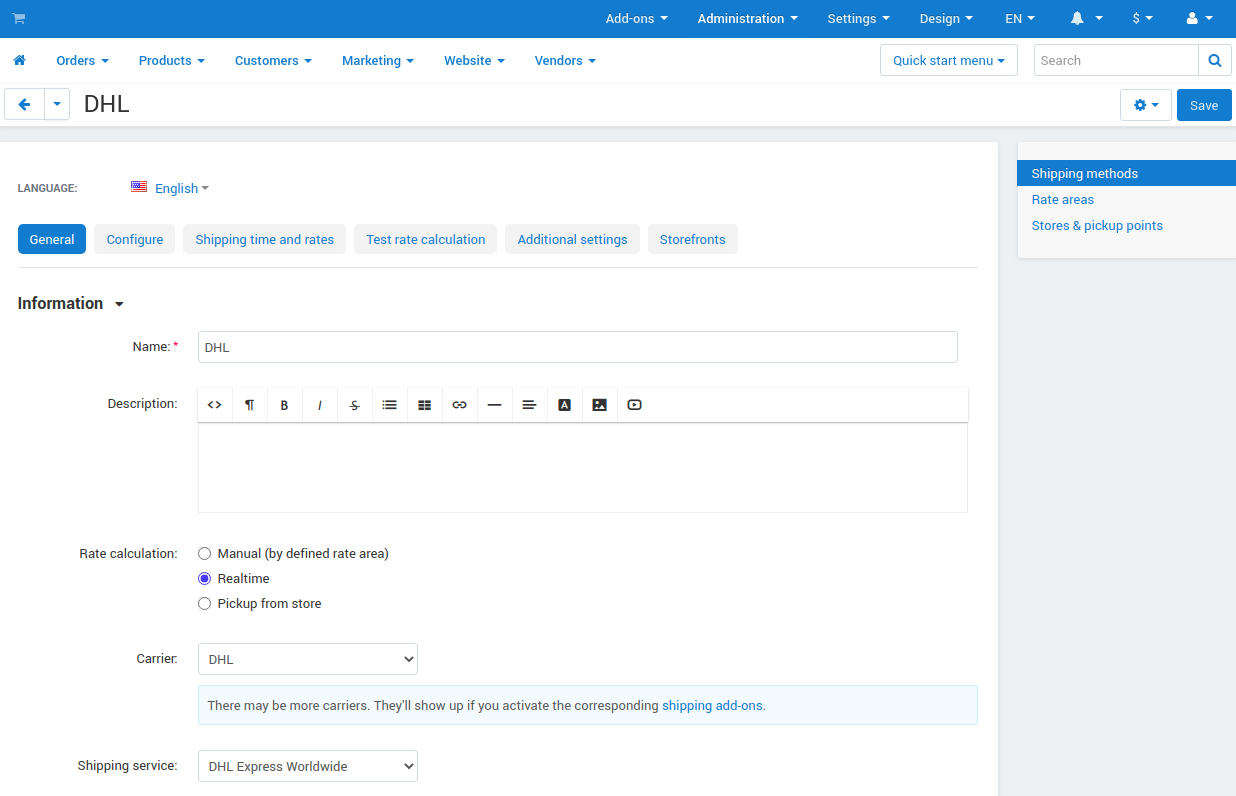 Add-ons Administration Settings Design EN $
Orders Products Customers Marketing Website Vendors Quick start menu Search
DHL Save
LANGUAGE: English
General Configure Shipping time and rates Test rate calculation Additional settings Storefronts
Shipping methods
Rate areas
Stores & pickup points
Information
Name: * DHL
Description: <> ¶ B I S A
Rate calculation: Manual (by defined rate area)
Realtime
Pickup from store
Carrier: DHL
There may be more carriers. They'll show up if you activate the corresponding shipping add-ons.
Shipping service: DHL Express Worldwide